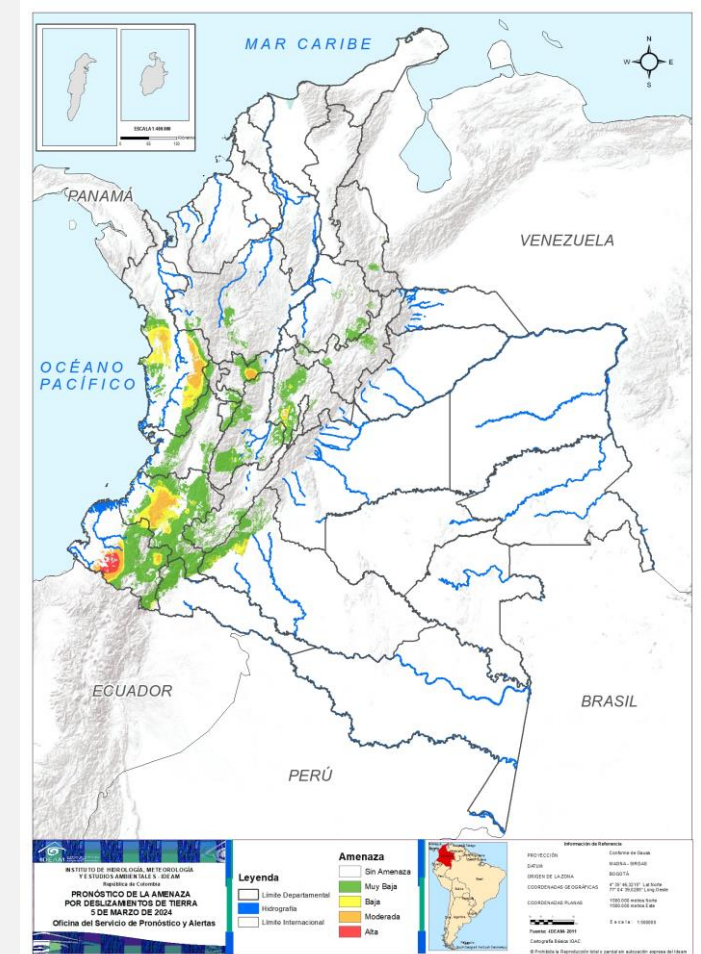 MAR CARIBE
N
W
E
S
PANAMÁ
VENEZUELA
OCÉANO
PACÍFICO
ECUADOR
BRASIL
PERÚ
IDEAM
INSTITUTO DE HIDROLOGÍA, METEOROLOGÍA
Y ESTUDIOS AMBIENTALES - IDEAM
República de Colombia
PRONÓSTICO DE LA AMENAZA
POR DESLIZAMIENTOS DE TIERRA
5 DE MARZO DE 2024
Oficina del Servicio de Pronóstico y Alertas
Leyenda
Límite Departamental
Hidrografía
Límite Internacional
Amenaza
Sin Amenaza
Muy Baja
Baja
Moderada
Alta
Información de Referencia
PROYECCIÓN
DATUM
ORIGEN DE LA ZONA
BOGOTÁ
COORDENADAS GEOGRÁFICAS
COORDENADAS PLANAS
Cartografía Básica IGAC